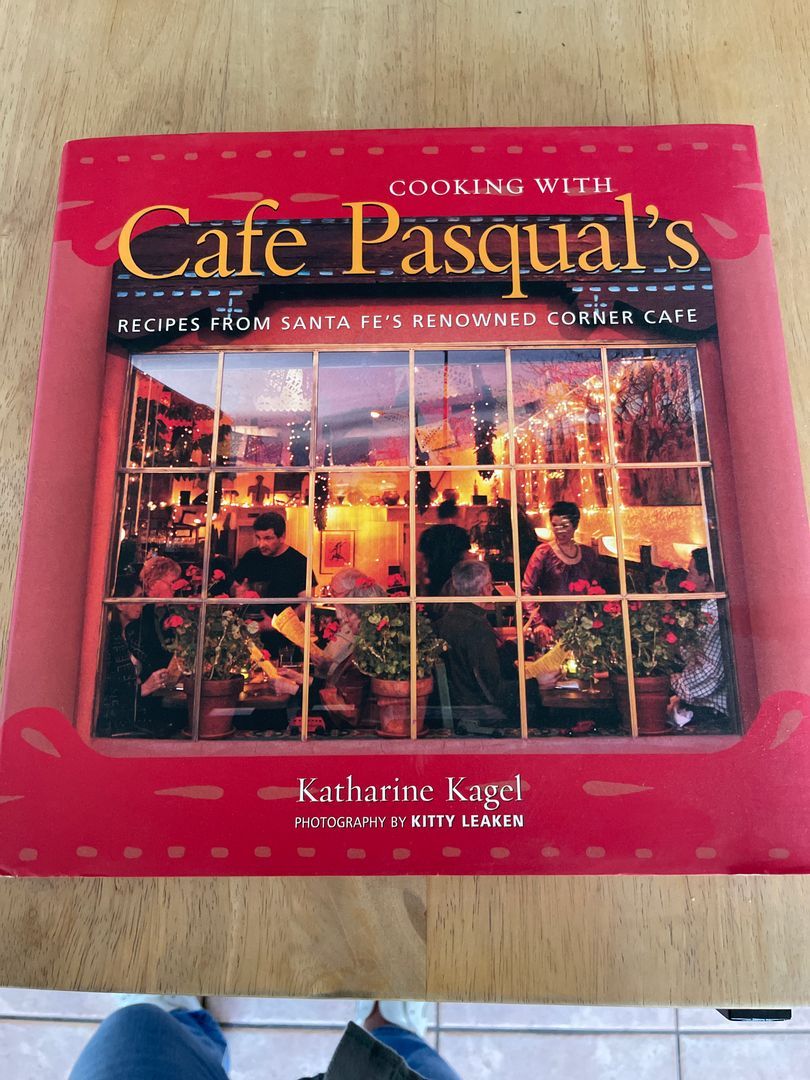 COOKING WITH
Cafe Pasqual's
RECIPES FROM SANTA FE'S RENOWNED CORNER CAFE
Katharine Kagel
PHOTOGRAPHY BY KITTY LEAKEN